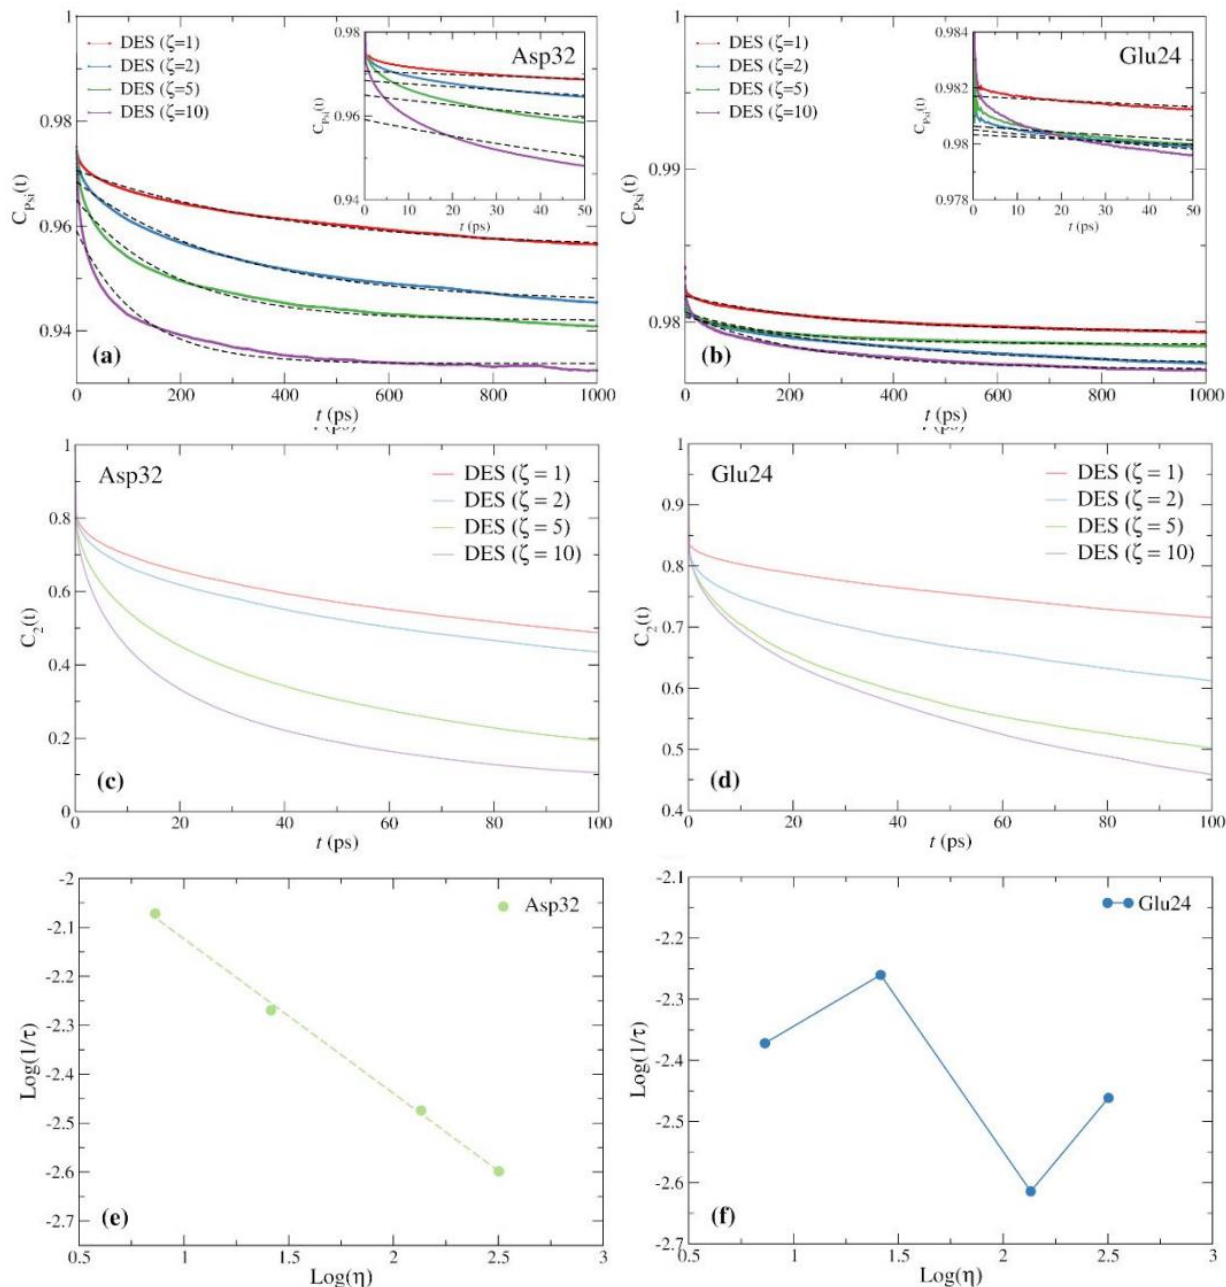 1
0.98
0.96
0.94
C_Psi(t)
DES (ζ=1)
DES (ζ=2)
DES (ζ=5)
DES (ζ=10)
Asp32
0.98
0.96
0.94
C_Psi(t)
0 10 20 30 40 50
t (ps)
(a)
0 200 400 600 800 1000
t (ps)
1
0.99
0.98
C_Psi(t)
DES (ζ=1)
DES (ζ=2)
DES (ζ=5)
DES (ζ=10)
Glu24
0.984
0.982
0.98
0.978
C_Psi(t)
0 10 20 30 40 50
t (ps)
(b)
0 200 400 600 800 1000
t (ps)
1
0.8
0.6
0.4
0.2
0
C_2(t)
Asp32
DES (ζ = 1)
DES (ζ = 2)
DES (ζ = 5)
DES (ζ = 10)
(c)
0 20 40 60 80 100
t (ps)
1
0.9
0.8
0.7
0.6
0.5
0.4
C_2(t)
Glu24
DES (ζ = 1)
DES (ζ = 2)
DES (ζ = 5)
DES (ζ = 10)
(d)
0 20 40 60 80 100
t (ps)
-2
-2.1
-2.2
-2.3
-2.4
-2.5
-2.6
-2.7
Log(1/τ)
Asp32
(e)
0.5 1 1.5 2 2.5 3
Log(η)
-2.1
-2.2
-2.3
-2.4
-2.5
-2.6
-2.7
Log(1/τ)
Glu24
(f)
0.5 1 1.5 2 2.5 3
Log(η)